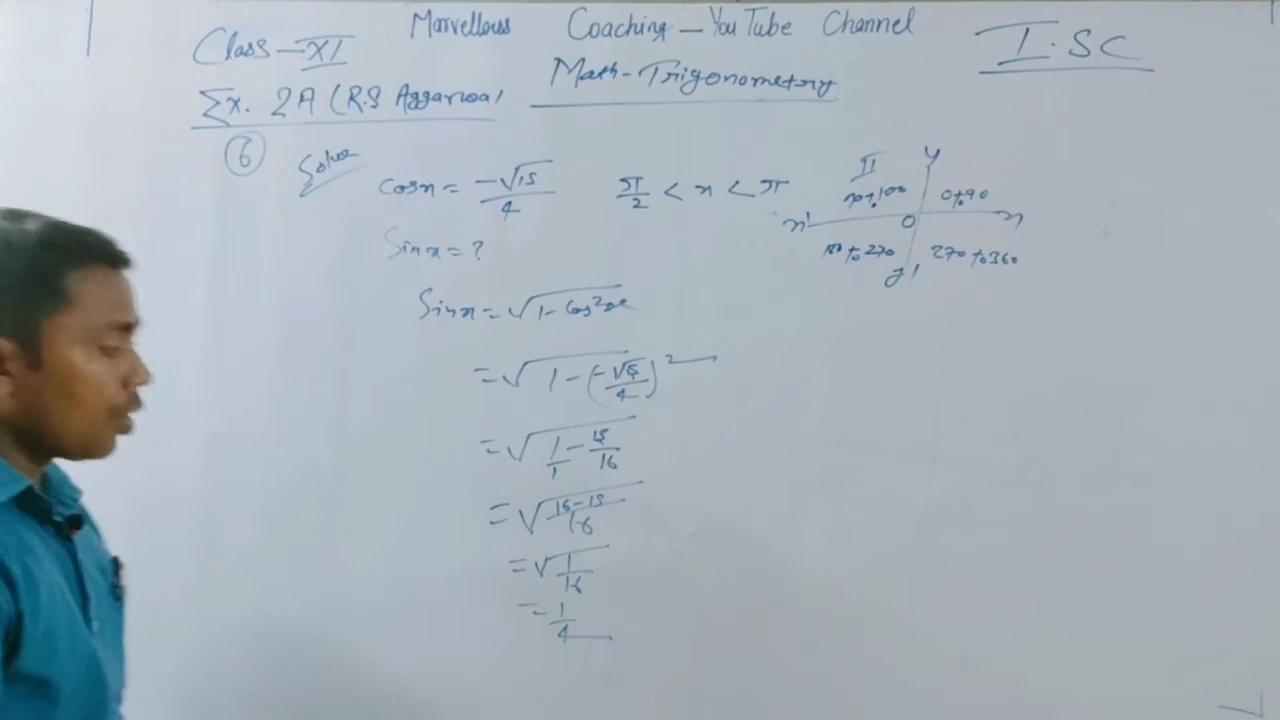 Marvellous Coaching – YouTube Channel
Class – XI
I.SC
Math – Trigonometry
Ex. 2A (R.S Aggarwal
6 Solve cosx = -√15/4 π/2 < x < π
Sinx = ?
II y
0 to 90
x' O x
180 to 270 270 to 360
y'
Sinx = √1 - Cos²x
= √1 - (-√15/4)²
= √1/1 - 15/16
= √16-15/16
= √1/16
= 1/4